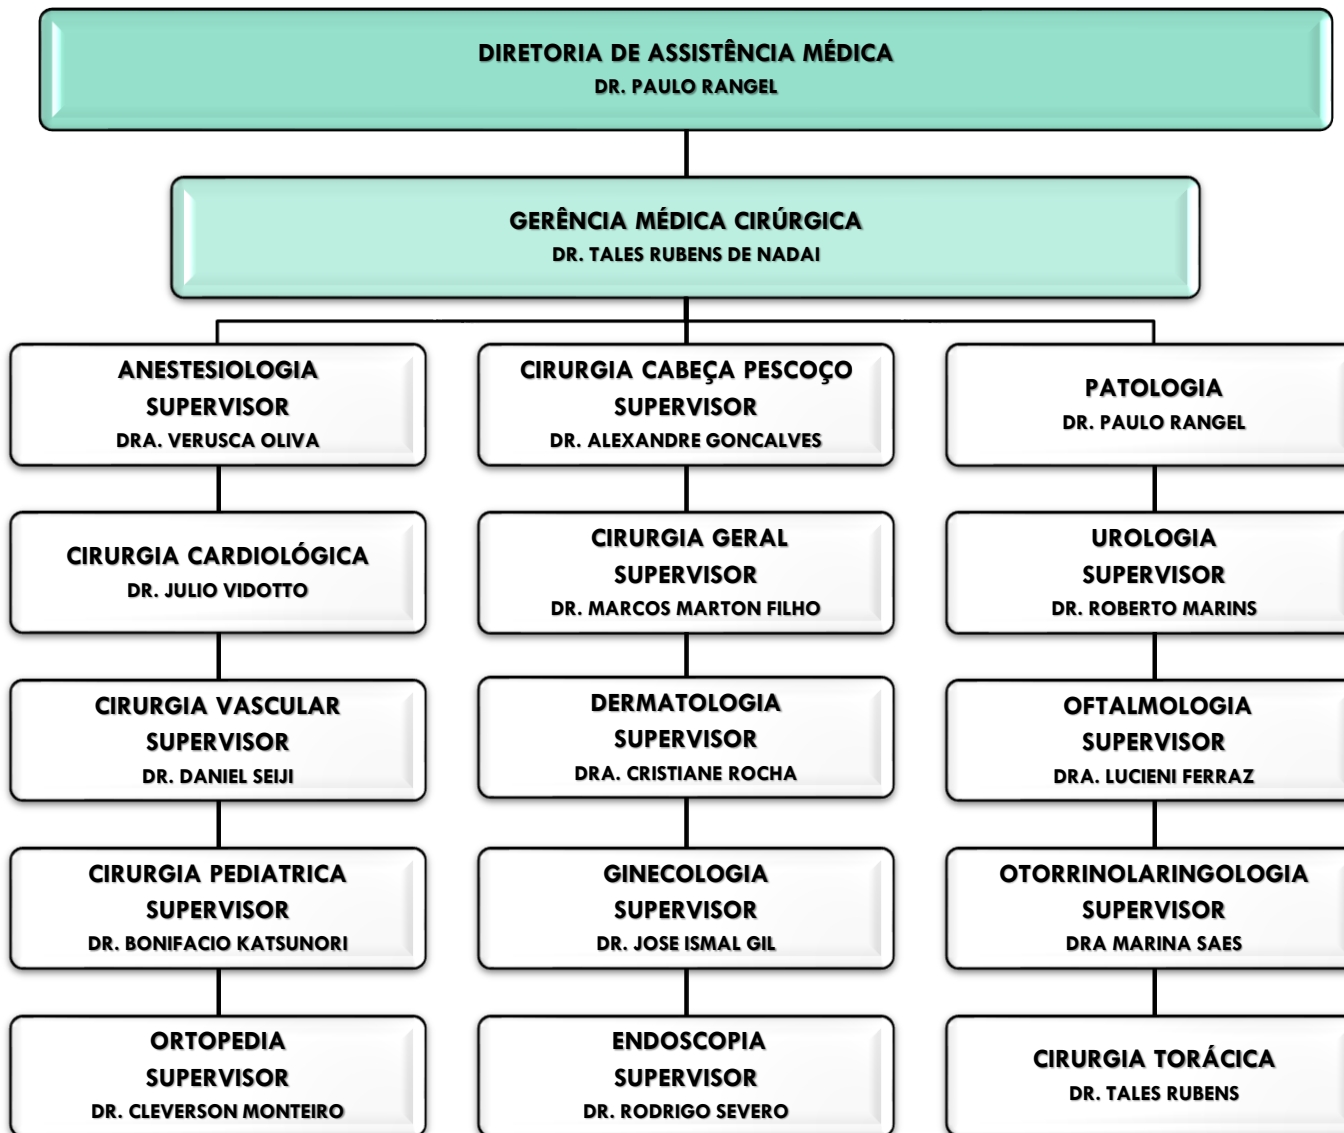 DIRETORIA DE ASSISTÊNCIA MÉDICA
DR. PAULO RANGEL
GERÊNCIA MÉDICA CIRÚRGICA
DR. TALES RUBENS DE NADAI
ANESTESIOLOGIA
SUPERVISOR
DRA. VERUSCA OLIVA
CIRURGIA CABEÇA PESCOÇO
SUPERVISOR
DR. ALEXANDRE GONCALVES
PATOLOGIA
DR. PAULO RANGEL
CIRURGIA CARDIOLÓGICA
DR. JULIO VIDOTTO
CIRURGIA GERAL
SUPERVISOR
DR. MARCOS MARTON FILHO
UROLOGIA
SUPERVISOR
DR. ROBERTO MARINS
CIRURGIA VASCULAR
SUPERVISOR
DR. DANIEL SEIJI
DERMATOLOGIA
SUPERVISOR
DRA. CRISTIANE ROCHA
OFTALMOLOGIA
SUPERVISOR
DRA. LUCIENI FERRAZ
CIRURGIA PEDIATRICA
SUPERVISOR
DR. BONIFACIO KATSUNORI
GINECOLOGIA
SUPERVISOR
DR. JOSE ISMAL GIL
OTORRINOLARINGOLOGIA
SUPERVISOR
DRA MARINA SAES
ORTOPEDIA
SUPERVISOR
DR. CLEVERSON MONTEIRO
ENDOSCOPIA
SUPERVISOR
DR. RODRIGO SEVERO
CIRURGIA TORÁCICA
DR. TALES RUBENS